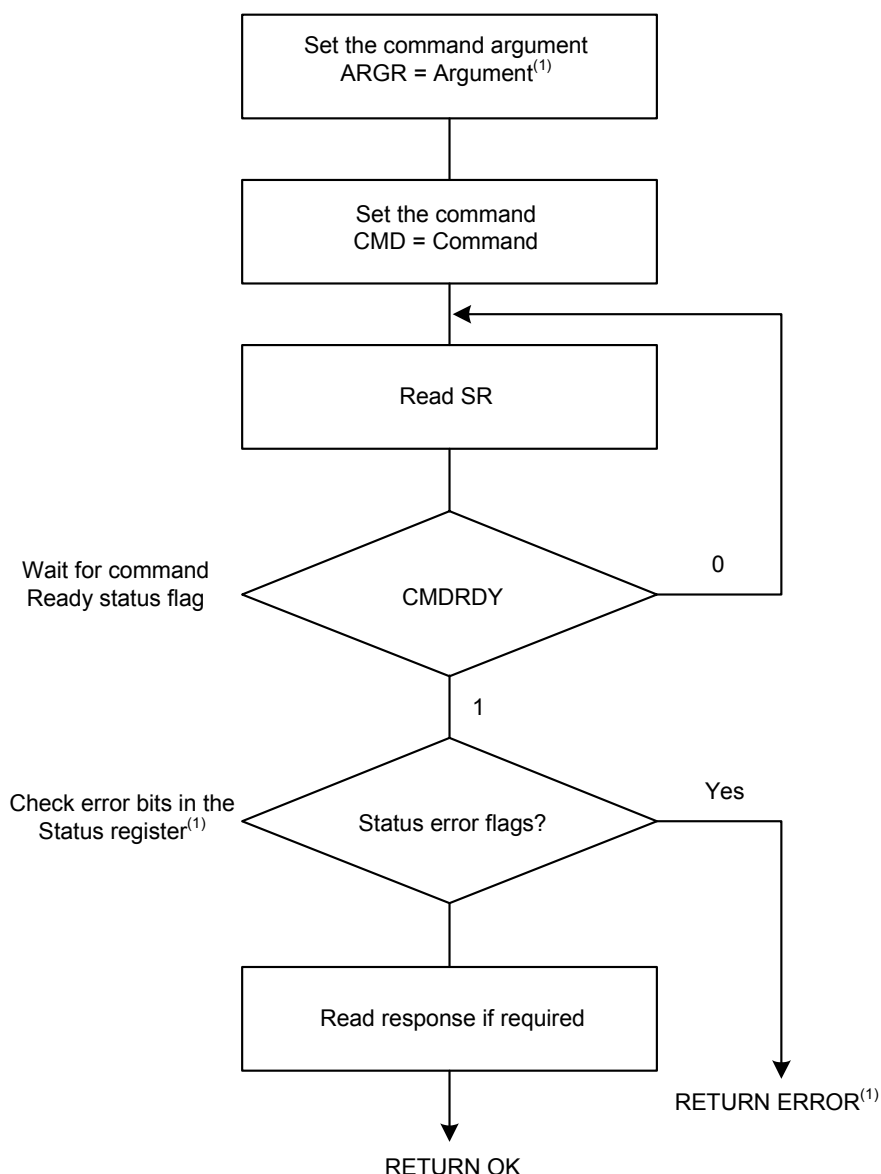 Set the command argument
ARGR = Argument(1)
Set the command
CMD = Command
Read SR
Wait for command
Ready status flag
CMDRDY
0
1
Check error bits in the
Status register(1)
Status error flags?
Yes
Read response if required
RETURN ERROR(1)
RETURN OK